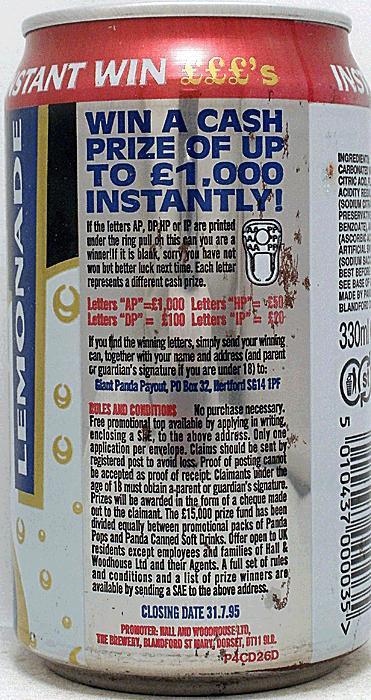 STANT WIN £££'s
INST
LEMONADE
WIN A CASH
PRIZE OF UP
TO £1,000
INSTANTLY!
If the letters AP, DP, HP or IP are printed
under the ring pull on this can you are a
winner!! If it is blank, sorry you have not
won but better luck next time. Each letter
represents a different cash prize.
Letters "AP"=£1,000 Letters "HP"= £50
Letters "DP" = £100 Letters "IP" = £20
If you find the winning letters, simply send your winning
can, together with your name and address (and parent
or guardian's signature if you are under 18) to:
Giant Panda Payout, PO Box 32, Hertford SG14 1PF
RULES AND CONDITIONS No purchase necessary.
Free promotional top available by applying in writing,
enclosing a SAE, to the above address. Only one
application per envelope. Claims should be sent by
registered post to avoid loss. Proof of posting cannot
be accepted as proof of receipt. Claimants under the
age of 18 must obtain a parent or guardian's signature.
Prizes will be awarded in the form of a cheque made
out to the claimant. The £15,000 prize fund has been
divided equally between promotional packs of Panda
Pops and Panda Canned Soft Drinks. Offer open to UK
residents except employees and families of Hall &
Woodhouse Ltd and their Agents. A full set of rules
and conditions and a list of prize winners are
available by sending a SAE to the above address.
CLOSING DATE 31.7.95
PROMOTER: HALL AND WOODHOUSE LTD,
THE BREWERY, BLANDFORD ST MARY, DORSET, DT11 9LS.
P4CD26D
INGREDIENTS
CARBONATED
CITRIC ACID,
ACIDITY REG
(SODIUM CIT
PRESERVATIV
BENZOATE),
(ASCORBIC A
ARTIFICIAL
(SODIUM SAC
BEST BEFORE
SEE BASE OF
MADE BY PAN
BLANDFORD
330ml
5 010437 000035 >